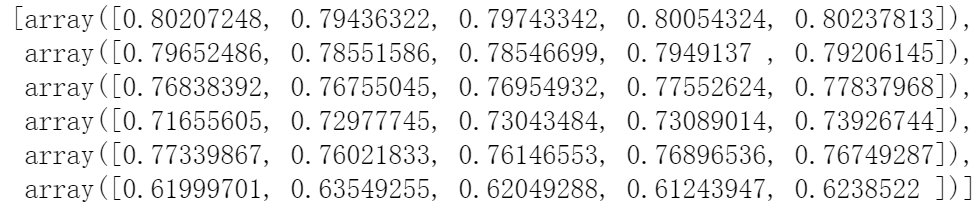 [array([0.80207248, 0.79436322, 0.79743342, 0.80054324, 0.80237813]),
array([0.79652486, 0.78551586, 0.78546699, 0.7949137 , 0.79206145]),
array([0.76838392, 0.76755045, 0.76954932, 0.77552624, 0.77837968]),
array([0.71655605, 0.72977745, 0.73043484, 0.73089014, 0.73926744]),
array([0.77339867, 0.76021833, 0.76146553, 0.76896536, 0.76749287]),
array([0.61999701, 0.63549255, 0.62049288, 0.61243947, 0.6238522 ])]